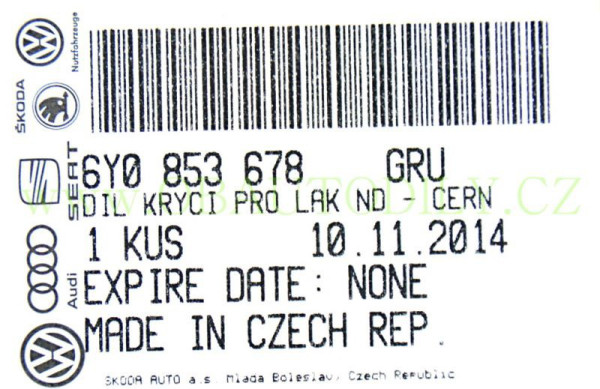 Nutzfahrzeuge
ŠKODA
SEAT
Audi
6Y0 853 678 GRU
DIL KRYCI PRO LAK ND - CERN
1 KUS 10.11.2014
EXPIRE DATE: NONE
MADE IN CZECH REP.
ŠKODA AUTO a.s. Mlada Boleslav, Czech Republic